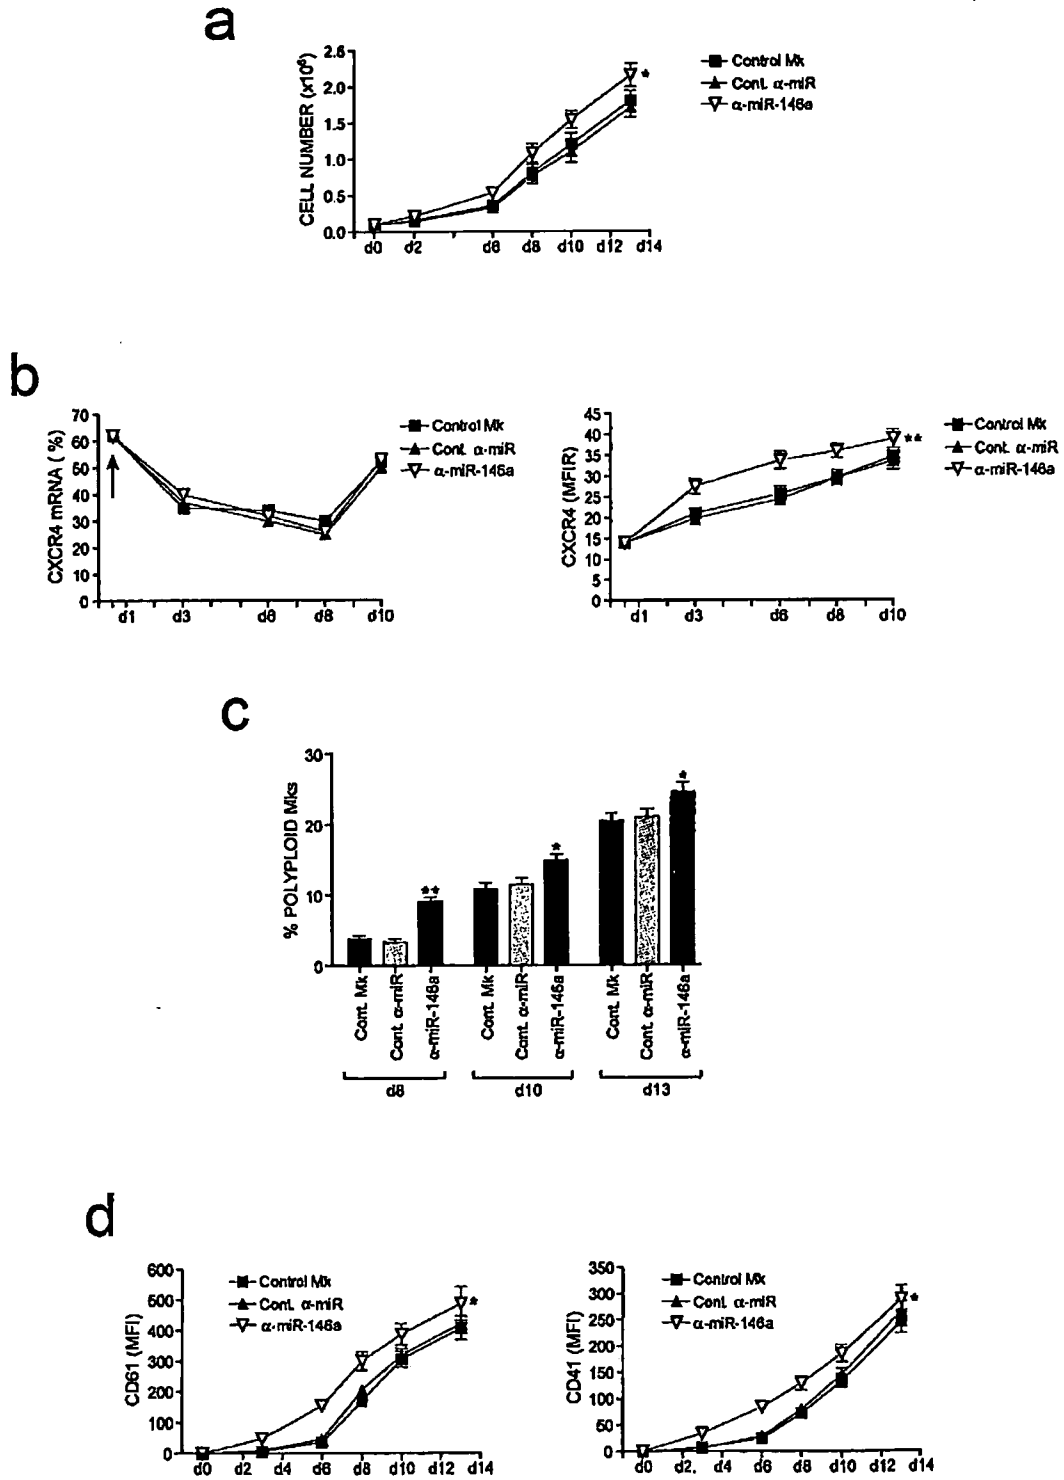 a
CELL NUMBER (x10⁶)
2.5
2.0
1.5
1.0
0.5
0.0
d0 d2 d6 d8 d10 d12 d14
*
Control Mk
Cont. α-miR
α-miR-146a
b
CXCR4 mRNA ( %)
70
60
50
40
30
20
10
0
d1 d3 d6 d8 d10
Control Mk
Cont. α-miR
α-miR-146a
CXCR4 (MFIR)
45
40
35
30
25
20
15
10
5
0
d1 d3 d6 d8 d10
**
Control Mk
Cont. α-miR
α-miR-146a
c
% POLYPLOID Mks
30
20
10
0
**
*
*
Cont. Mk
Cont. α-miR
α-miR-146a
Cont. Mk
Cont. α-miR
α-miR-146a
Cont. Mk
Cont. α-miR
α-miR-146a
d8 d10 d13
d
CD61 (MFI)
600
500
400
300
200
100
0
d0 d2 d4 d6 d8 d10 d12 d14
*
Control Mk
Cont. α-miR
α-miR-146a
CD41 (MFI)
350
300
250
200
150
100
50
0
d0 d2. d4 d6 d8 d10 d12 d14
*
Control Mk
Cont. α-miR
α-miR-146a